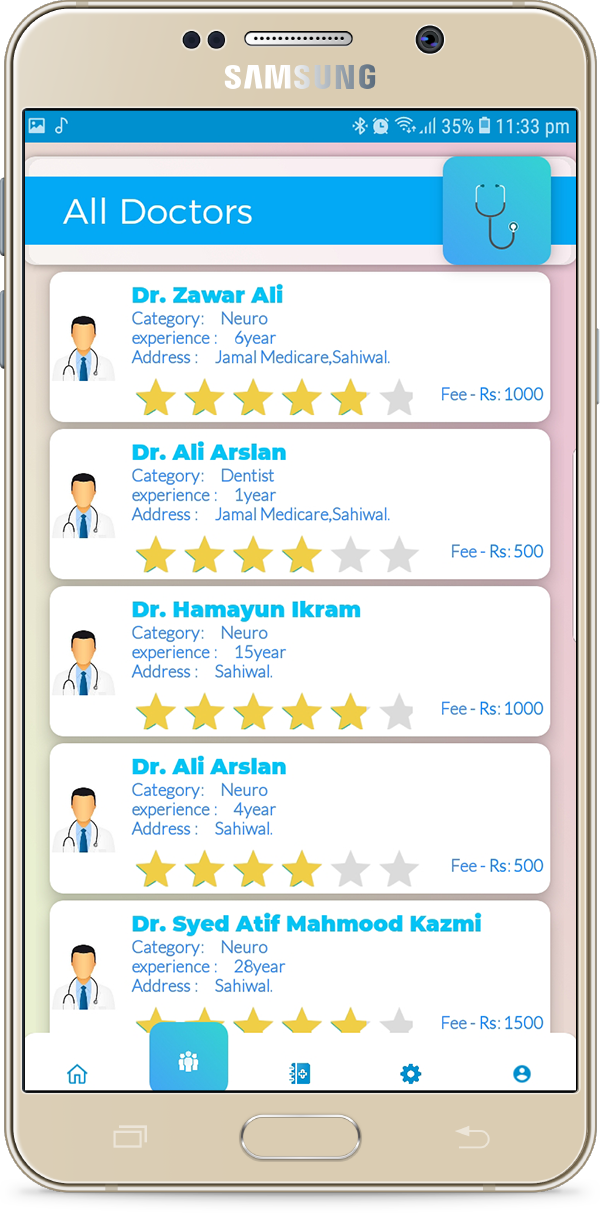 SAMSUNG
35% 11:33 pm
All Doctors
Dr. Zawar Ali
Category: Neuro
experience : 6year
Address : Jamal Medicare,Sahiwal.
Fee - Rs: 1000
Dr. Ali Arslan
Category: Dentist
experience : 1year
Address : Jamal Medicare,Sahiwal.
Fee - Rs: 500
Dr. Hamayun Ikram
Category: Neuro
experience : 15year
Address : Sahiwal.
Fee - Rs: 1000
Dr. Ali Arslan
Category: Neuro
experience : 4year
Address : Sahiwal.
Fee - Rs: 500
Dr. Syed Atif Mahmood Kazmi
Category: Neuro
experience : 28year
Address : Sahiwal.
Fee - Rs: 1500